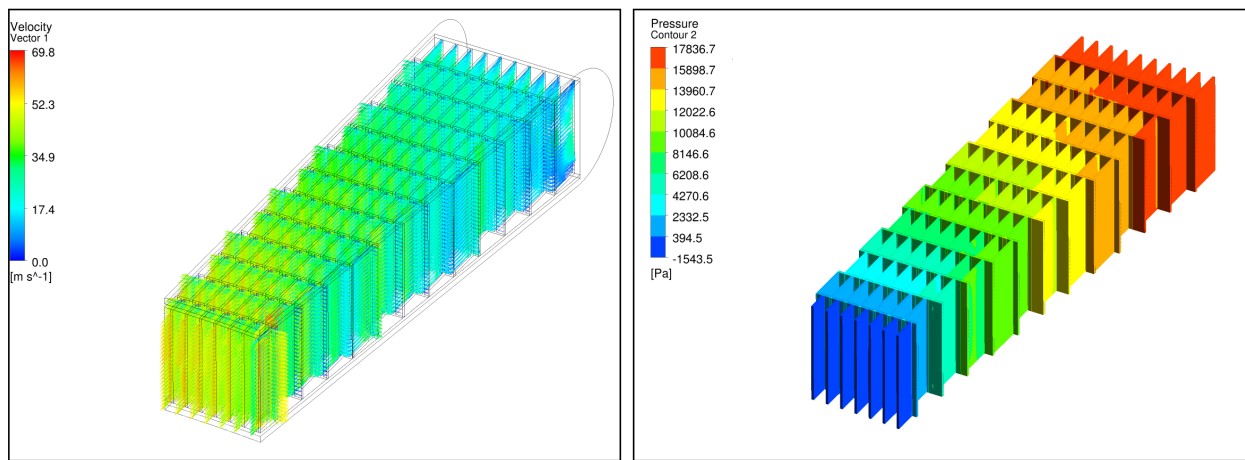 Velocity
Vector 1
69.8
52.3
34.9
17.4
0.0
[m s^-1]
Pressure
Contour 2
17836.7
15898.7
13960.7
12022.6
10084.6
8146.6
6208.6
4270.6
2332.5
394.5
-1543.5
[Pa]